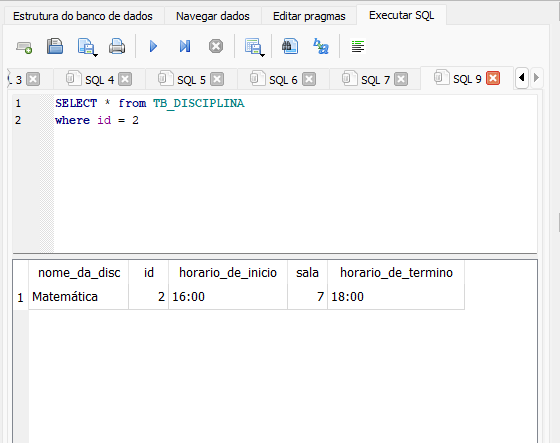 Estrutura do banco de dados Navegar dados Editar pragmas Executar SQL
. 3 SQL 4 SQL 5 SQL 6 SQL 7 SQL 9
1 SELECT * from TB_DISCIPLINA
2 where id = 2
nome_da_disc id horario_de_inicio sala horario_de_termino
1 Matemática 2 16:00 7 18:00